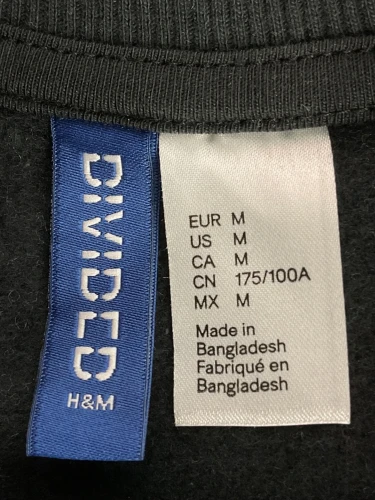 DIVIDED
H&M
EUR M
US M
CA M
CN 175/100A
MX M
Made in
Bangladesh
Fabriqué en
Bangladesh